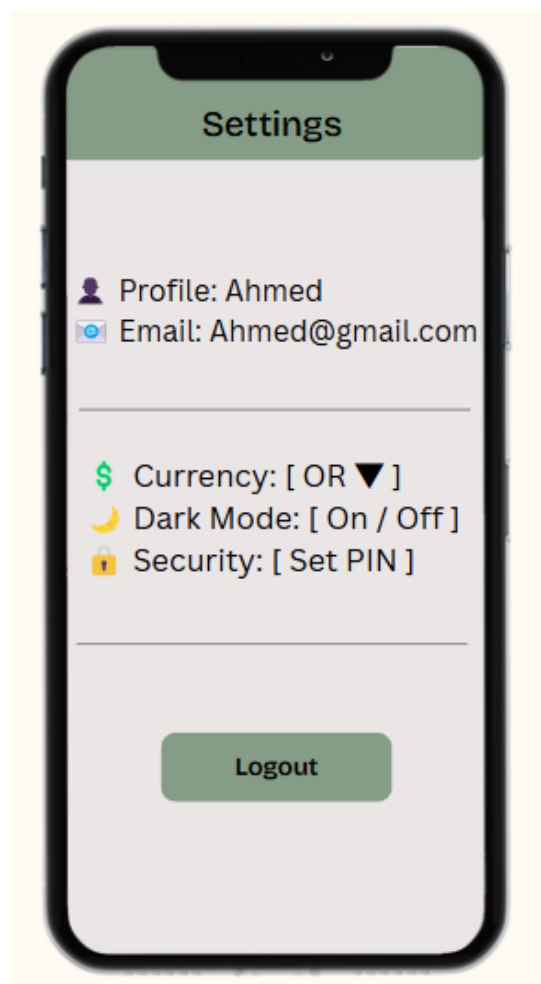 Settings
Profile: Ahmed
Email: Ahmed@gmail.com
Currency: [ OR ▼ ]
Dark Mode: [ On / Off ]
Security: [ Set PIN ]
Logout